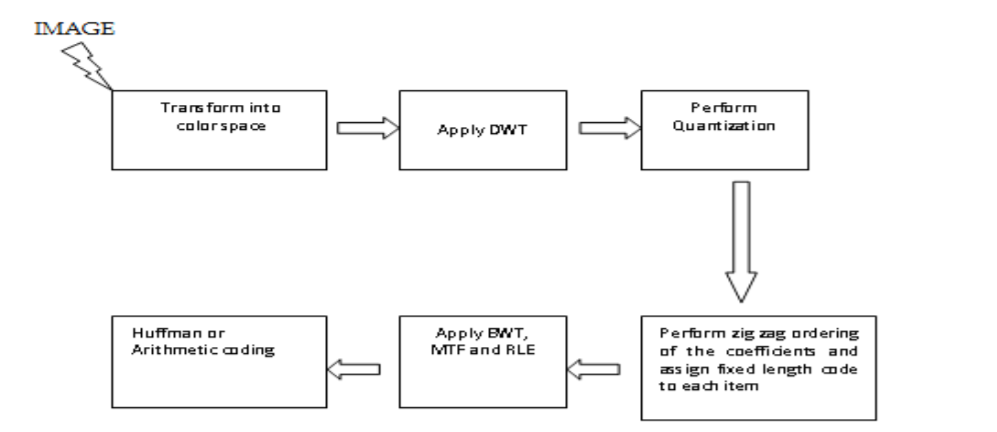 IMAGE
Transform into
color space
Apply DWT
Perform
Quantization
Perform zig zag ordering
of the coefficients and
assign fixed length code
to each item
Apply BWT,
MTF and RLE
Huffman or
Arithmetic coding